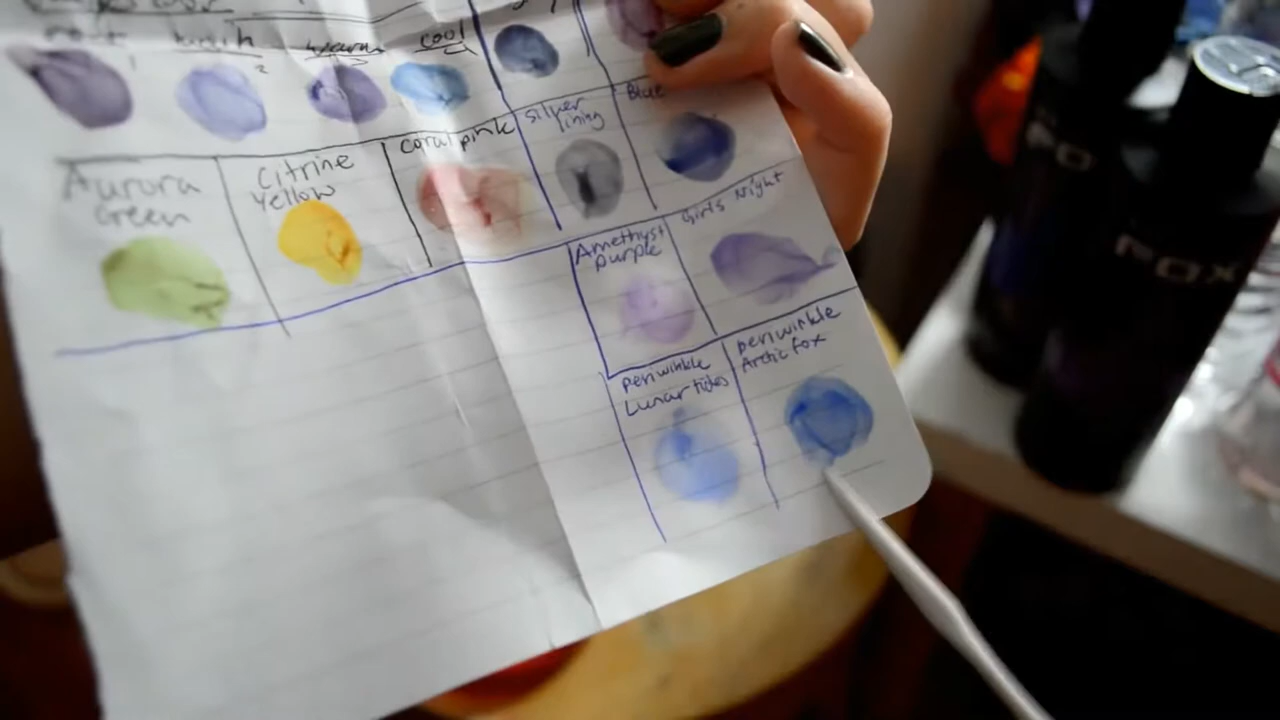 warm
cool
Blue
silver
lining
coral pink
Citrine
Yellow
Aurora
Green
Girls Night
Amethyst
purple
periwinkle
Arctic fox
periwinkle
Lunar tides
FOX